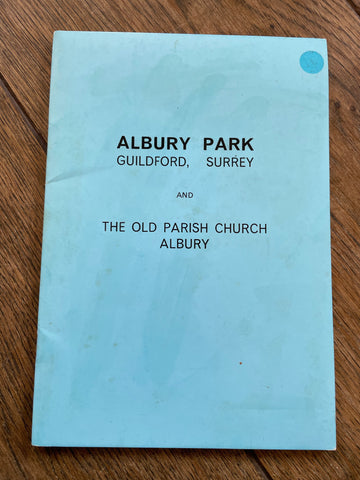 ALBURY PARK
GUILDFORD, SURREY
AND
THE OLD PARISH CHURCH
ALBURY